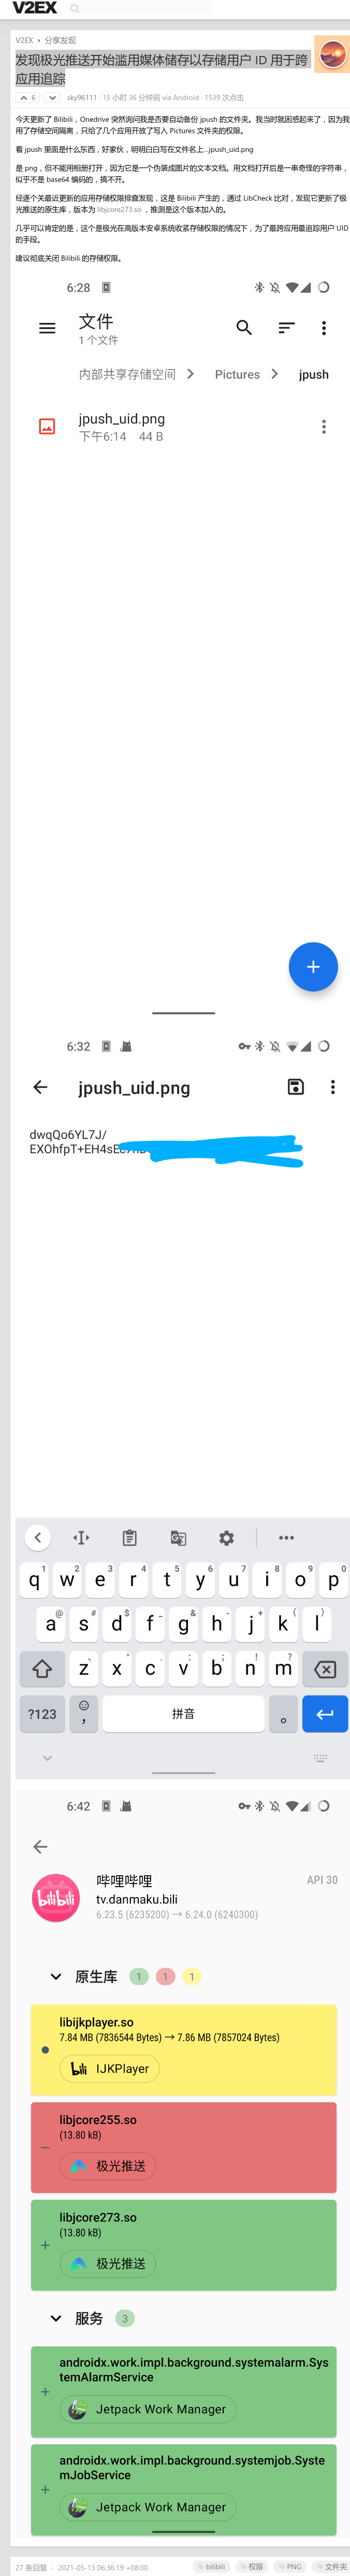 V2EX
V2EX › 分享发现
发现极光推送开始滥用媒体储存以存储用户 ID 用于跨
应用追踪
6
sky96111 · 15 小时 36 分钟前 via Android · 1539 次点击
今天更新了 Bilibili，Onedrive 突然询问我是否要自动备份 jpush 的文件夹。我当时就困惑起来了，因为我
用了存储空间隔离，只给了几个应用开放了写入 Pictures 文件夹的权限。
看 jpush 里面是什么东西，好家伙，明明白白写在文件名上...jpush_uid.png
是 png，但不能用相册打开，因为它是一个伪装成图片的文本文档。用文档打开后是一串奇怪的字符串，
似乎不是 base64 编码的，搞不开。
经逐个关最近更新的应用存储权限排查发现，这是 Bilibili 产生的，通过 LibCheck 比对，发现它更新了极
光推送的原生库，版本为 libjcore273.so ，推测是这个版本加入的。
几乎可以肯定的是，这个是极光在高版本安卓系统收紧存储权限的情况下，为了最跨应用最追踪用户 UID
的手段。
建议彻底关闭 Bilibili 的存储权限。
6:28
文件
1 个文件
内部共享存储空间 > Pictures > jpush
jpush_uid.png
下午6:14 44 B
6:32
jpush_uid.png
dwqQo6YL7J/
EXOhfpT+EH4sE
q1 w2 e3 r4 t5 y6 u7 i8 o9 p0
a@ s# d$ f_ g& h- j+ k( l)
z x c v b n m
?123 ， 拼音 。
6:42
哔哩哔哩 API 30
tv.danmaku.bili
6.23.5 (6235200) → 6.24.0 (6240300)
原生库 1 1 1
libijkplayer.so
7.84 MB (7836544 Bytes) → 7.86 MB (7857024 Bytes)
bili IJKPlayer
libjcore255.so
(13.80 kB)
极光推送
libjcore273.so
(13.80 kB)
极光推送
服务 3
androidx.work.impl.background.systemalarm.Sys
temAlarmService
Jetpack Work Manager
androidx.work.impl.background.systemjob.Syste
mJobService
Jetpack Work Manager
27 条回复 · 2021-05-13 06:36:19 +08:00 bilibili 权限 PNG 文件夹